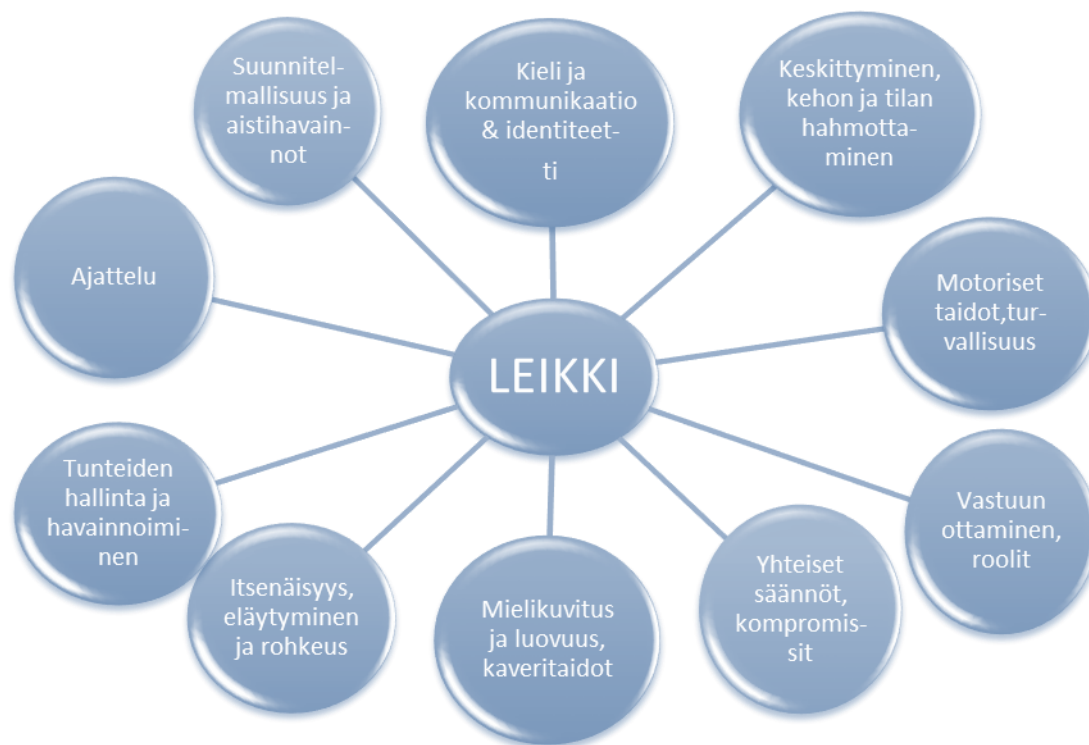 Suunnitel-
mallisuus ja
aistihavain-
not
Kieli ja
kommunikaatio
& identiteet-
ti
Keskittyminen,
kehon ja tilan
hahmotta-
minen
Ajattelu
Motoriset
taidot,tur-
vallisuus
LEIKKI
Tunteiden
hallinta ja
havainnoimi-
nen
Vastuun
ottaminen,
roolit
Itsenäisyys,
eläytyminen
ja rohkeus
Mielikuvitus
ja luovuus,
kaveritaidot
Yhteiset
säännöt,
kompromis-
sit